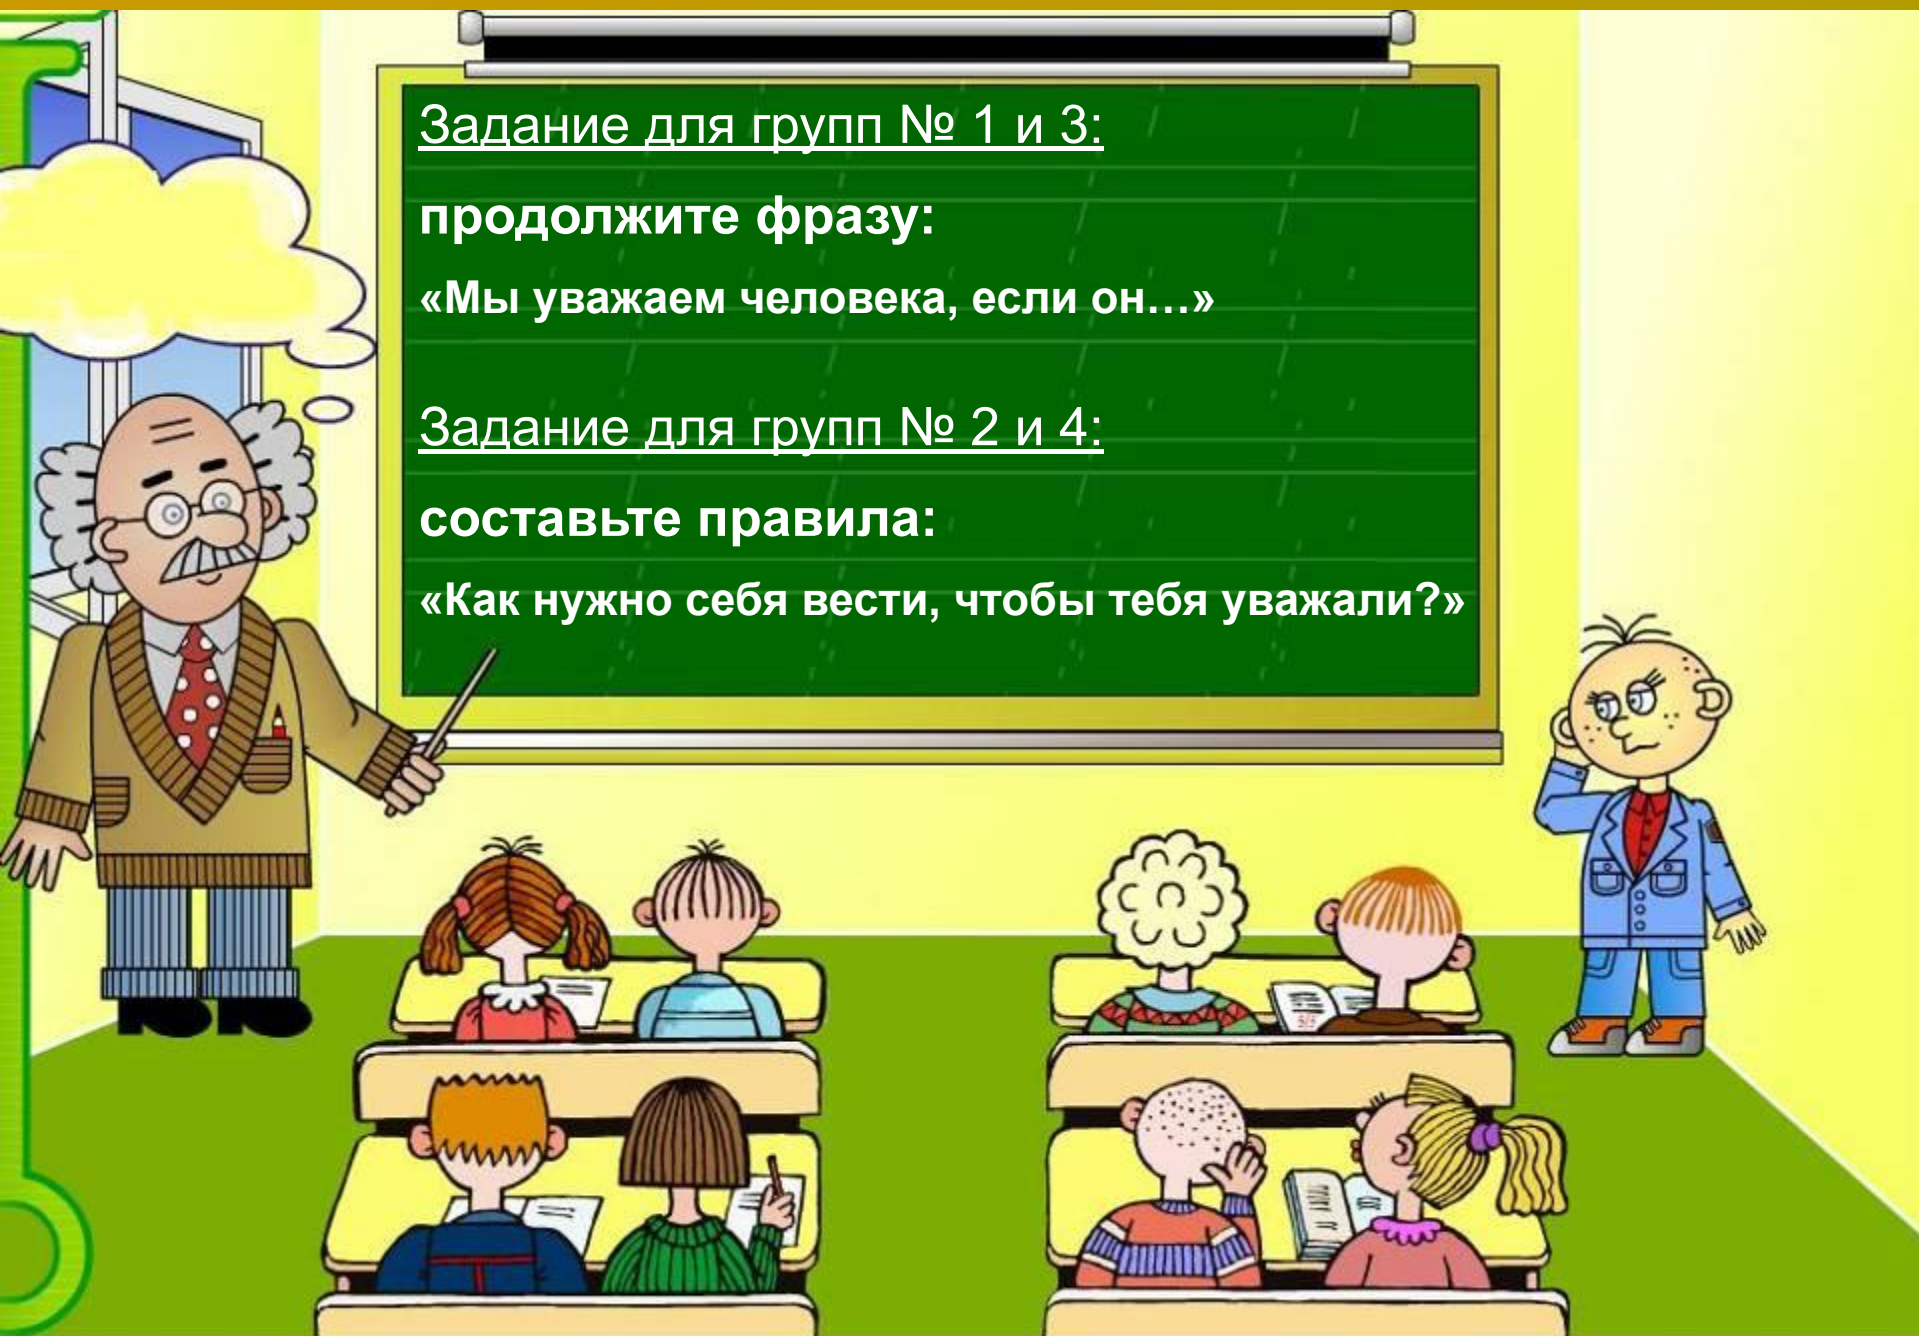 Задание для групп № 1 и 3:
продолжите фразу:
«Мы уважаем человека, если он…»
Задание для групп № 2 и 4:
составьте правила:
«Как нужно себя вести, чтобы тебя уважали?»